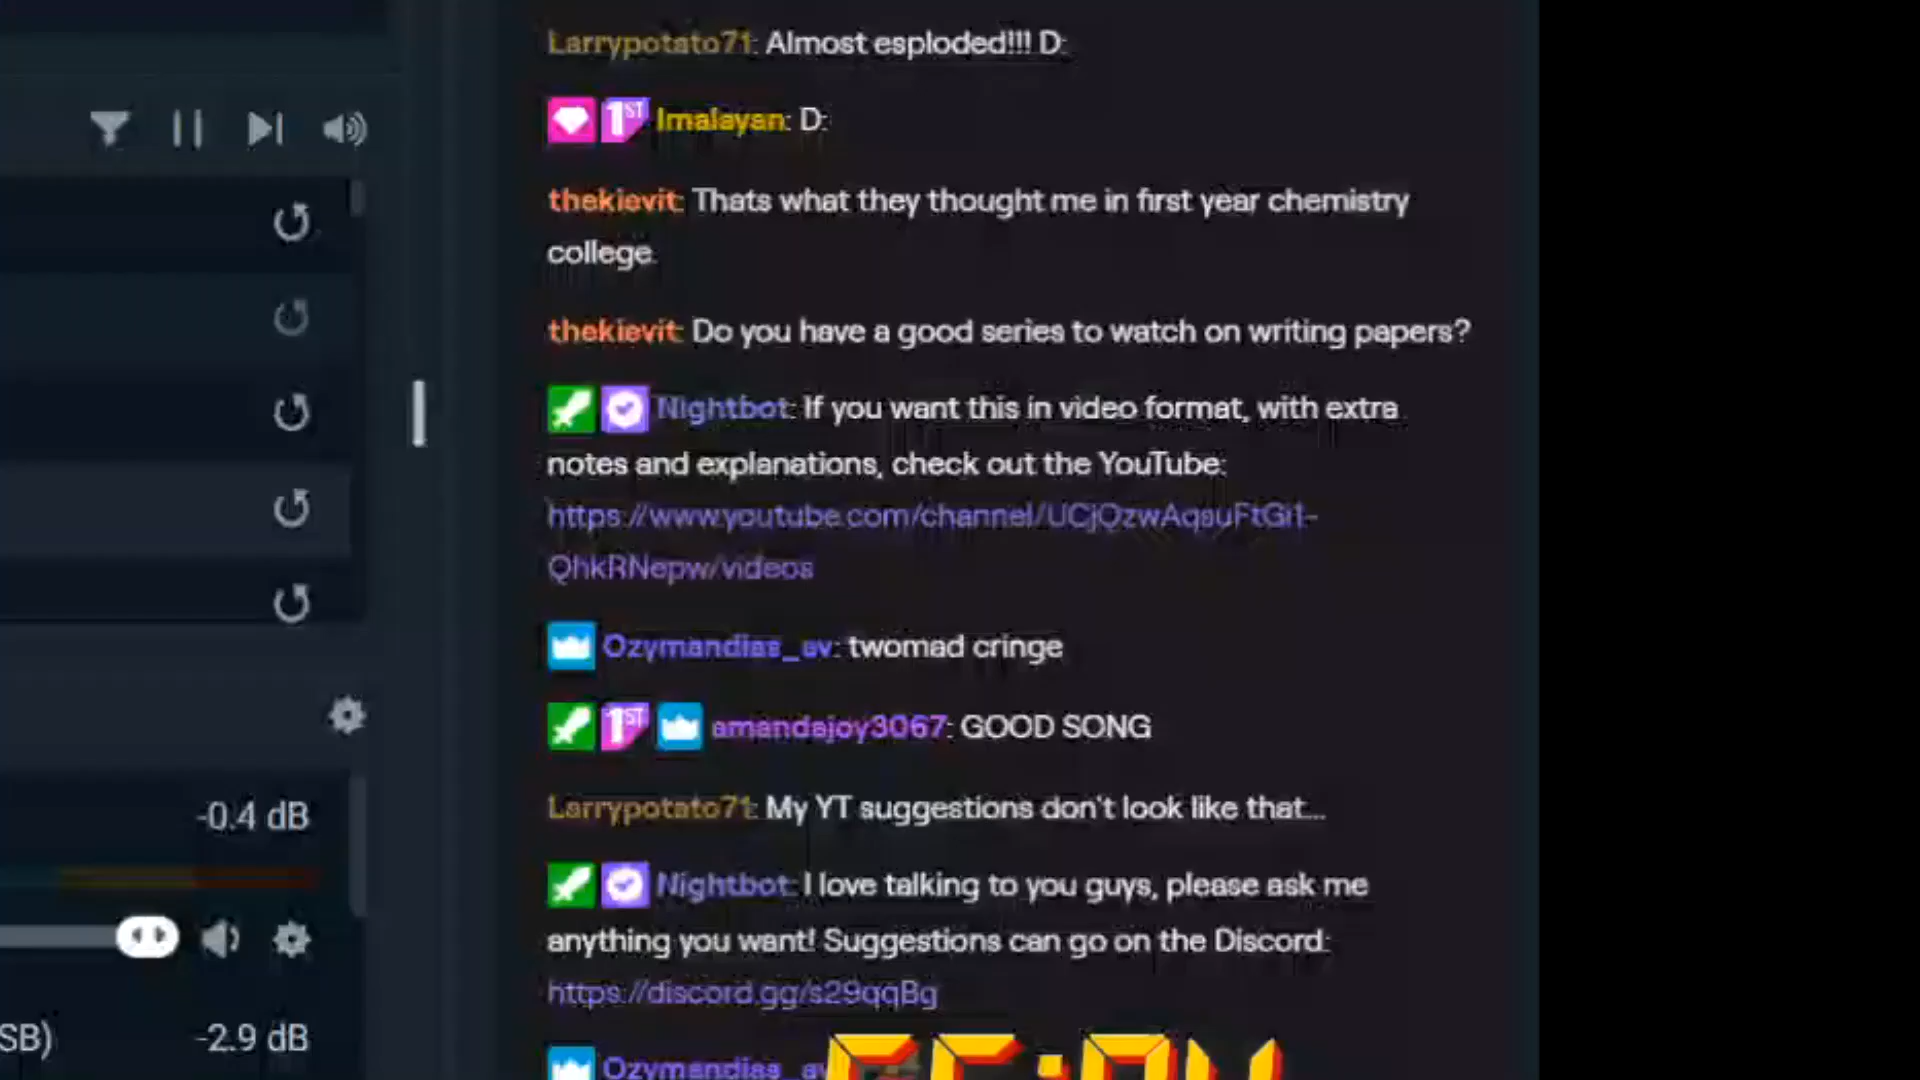 Larrypotato71: Almost esploded!!! D:
1ST Imalayan: D:
thekievit: Thats what they thought me in first year chemistry
college.
thekievit: Do you have a good series to watch on writing papers?
Nightbot: If you want this in video format, with extra
notes and explanations, check out the YouTube:
https://www.youtube.com/channel/UCjQzwAqsuFtGi1-
QhkRNepw/videos
Ozymandias_sv: twomad cringe
1ST amandajoy3067: GOOD SONG
-0.4 dB
Larrypotato71: My YT suggestions don't look like that...
Nightbot: I love talking to you guys, please ask me
anything you want! Suggestions can go on the Discord:
https://discord.gg/s29qqBg
SB) -2.9 dB